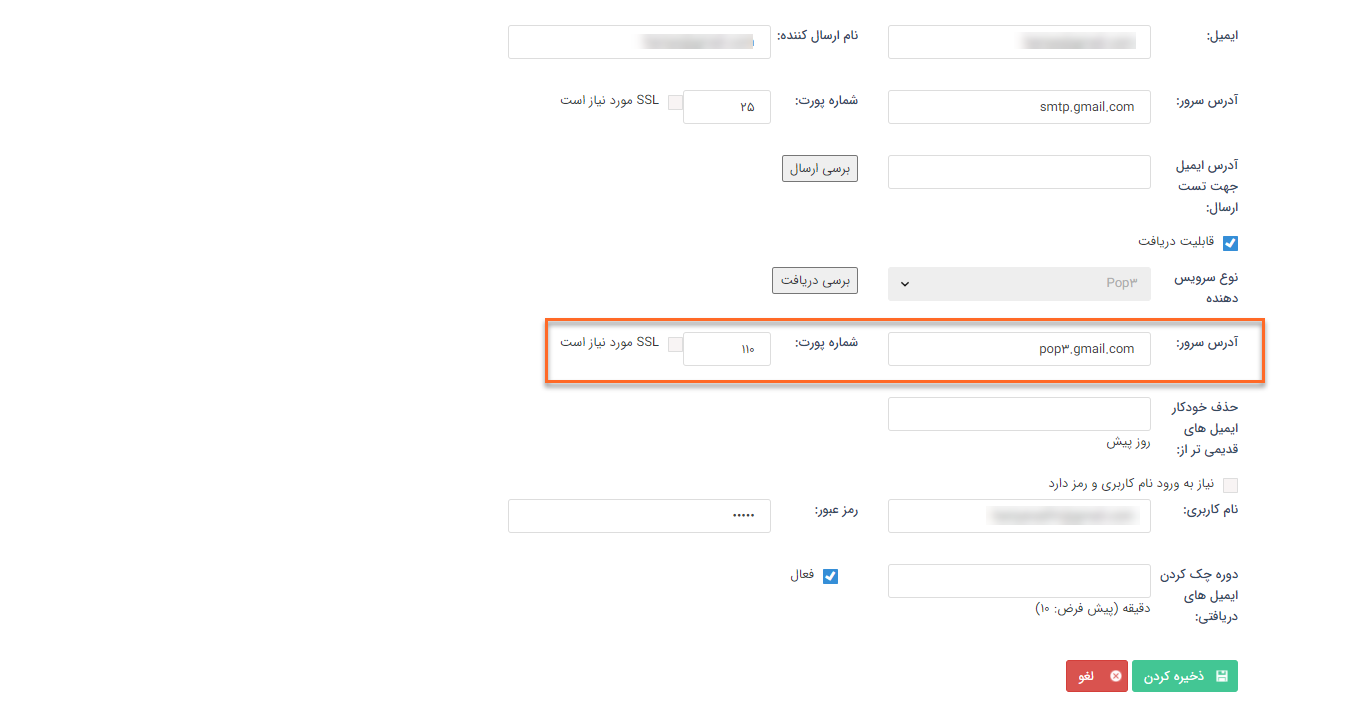 ایمیل:
نام ارسال کننده:
آدرس سرور:
smtp.gmail.com
شماره پورت:
۲۵
SSL مورد نیاز است
آدرس ایمیل
جهت تست
ارسال:
برسی ارسال
قابلیت دریافت
نوع سرویس
دهنده
Pop۳
برسی دریافت
آدرس سرور:
pop۳.gmail.com
شماره پورت:
۱۱۰
SSL مورد نیاز است
حذف خودکار
ایمیل های
قدیمی تر از:
روز پیش
نیاز به ورود نام کاربری و رمز دارد
نام کاربری:
رمز عبور:
•••••
دوره چک کردن
ایمیل های
دریافتی:
دقیقه (پیش فرض: ۱۰)
فعال
ذخیره کردن
لغو